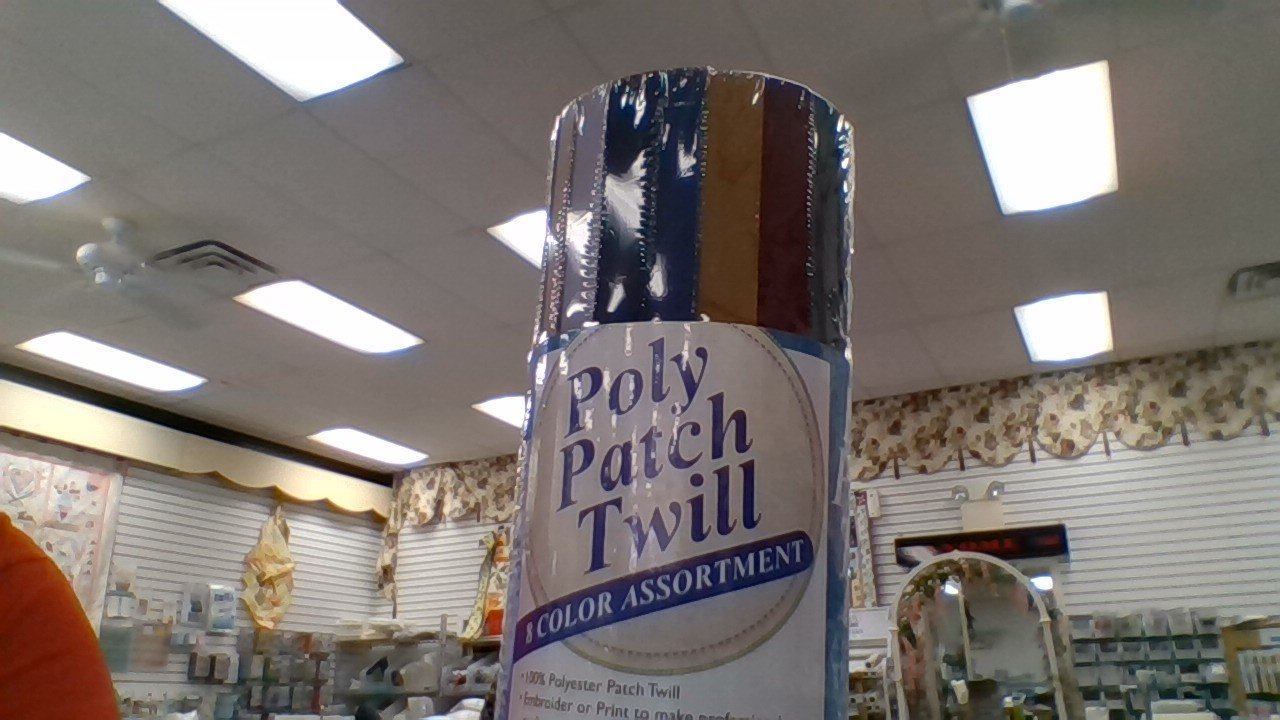 Poly
Patch
Twill
8 COLOR ASSORTMENT
• 100% Polyester Patch Twill
• Embroider or Print to make